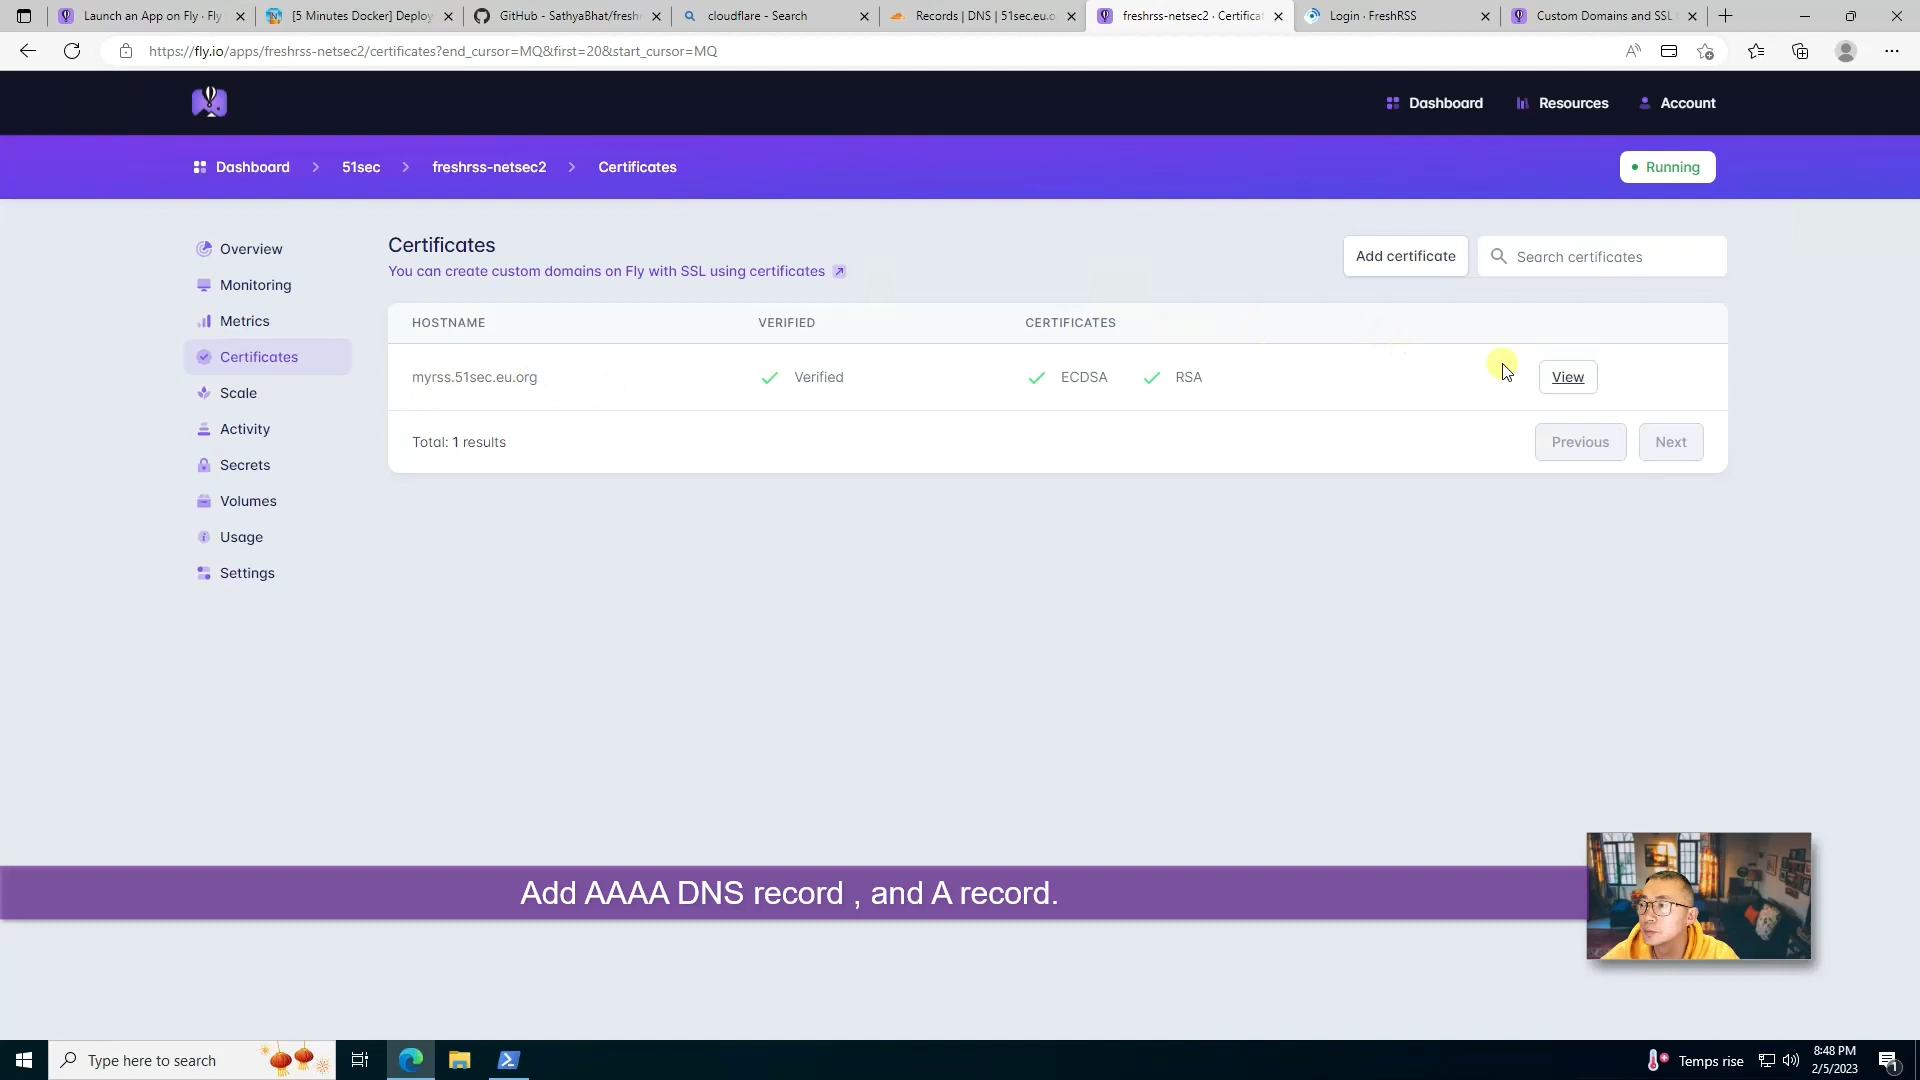 Launch an App on Fly · Fly
[5 Minutes Docker] Deploy
GitHub - SathyaBhat/freshr
cloudflare - Search
Records | DNS | 51sec.eu.o
freshrss-netsec2 · Certificat
Login · FreshRSS
Custom Domains and SSL
https://fly.io/apps/freshrss-netsec2/certificates?end_cursor=MQ&first=20&start_cursor=MQ
Dashboard
Resources
Account
Dashboard > 51sec > freshrss-netsec2 > Certificates
Running
Overview
Monitoring
Metrics
Certificates
Scale
Activity
Secrets
Volumes
Usage
Settings
Certificates
You can create custom domains on Fly with SSL using certificates
Add certificate
Search certificates
HOSTNAME VERIFIED CERTIFICATES
myrss.51sec.eu.org Verified ECDSA RSA View
Total: 1 results
Previous Next
Add AAAA DNS record , and A record.
Type here to search
Temps rise
8:48 PM
2/5/2023
1